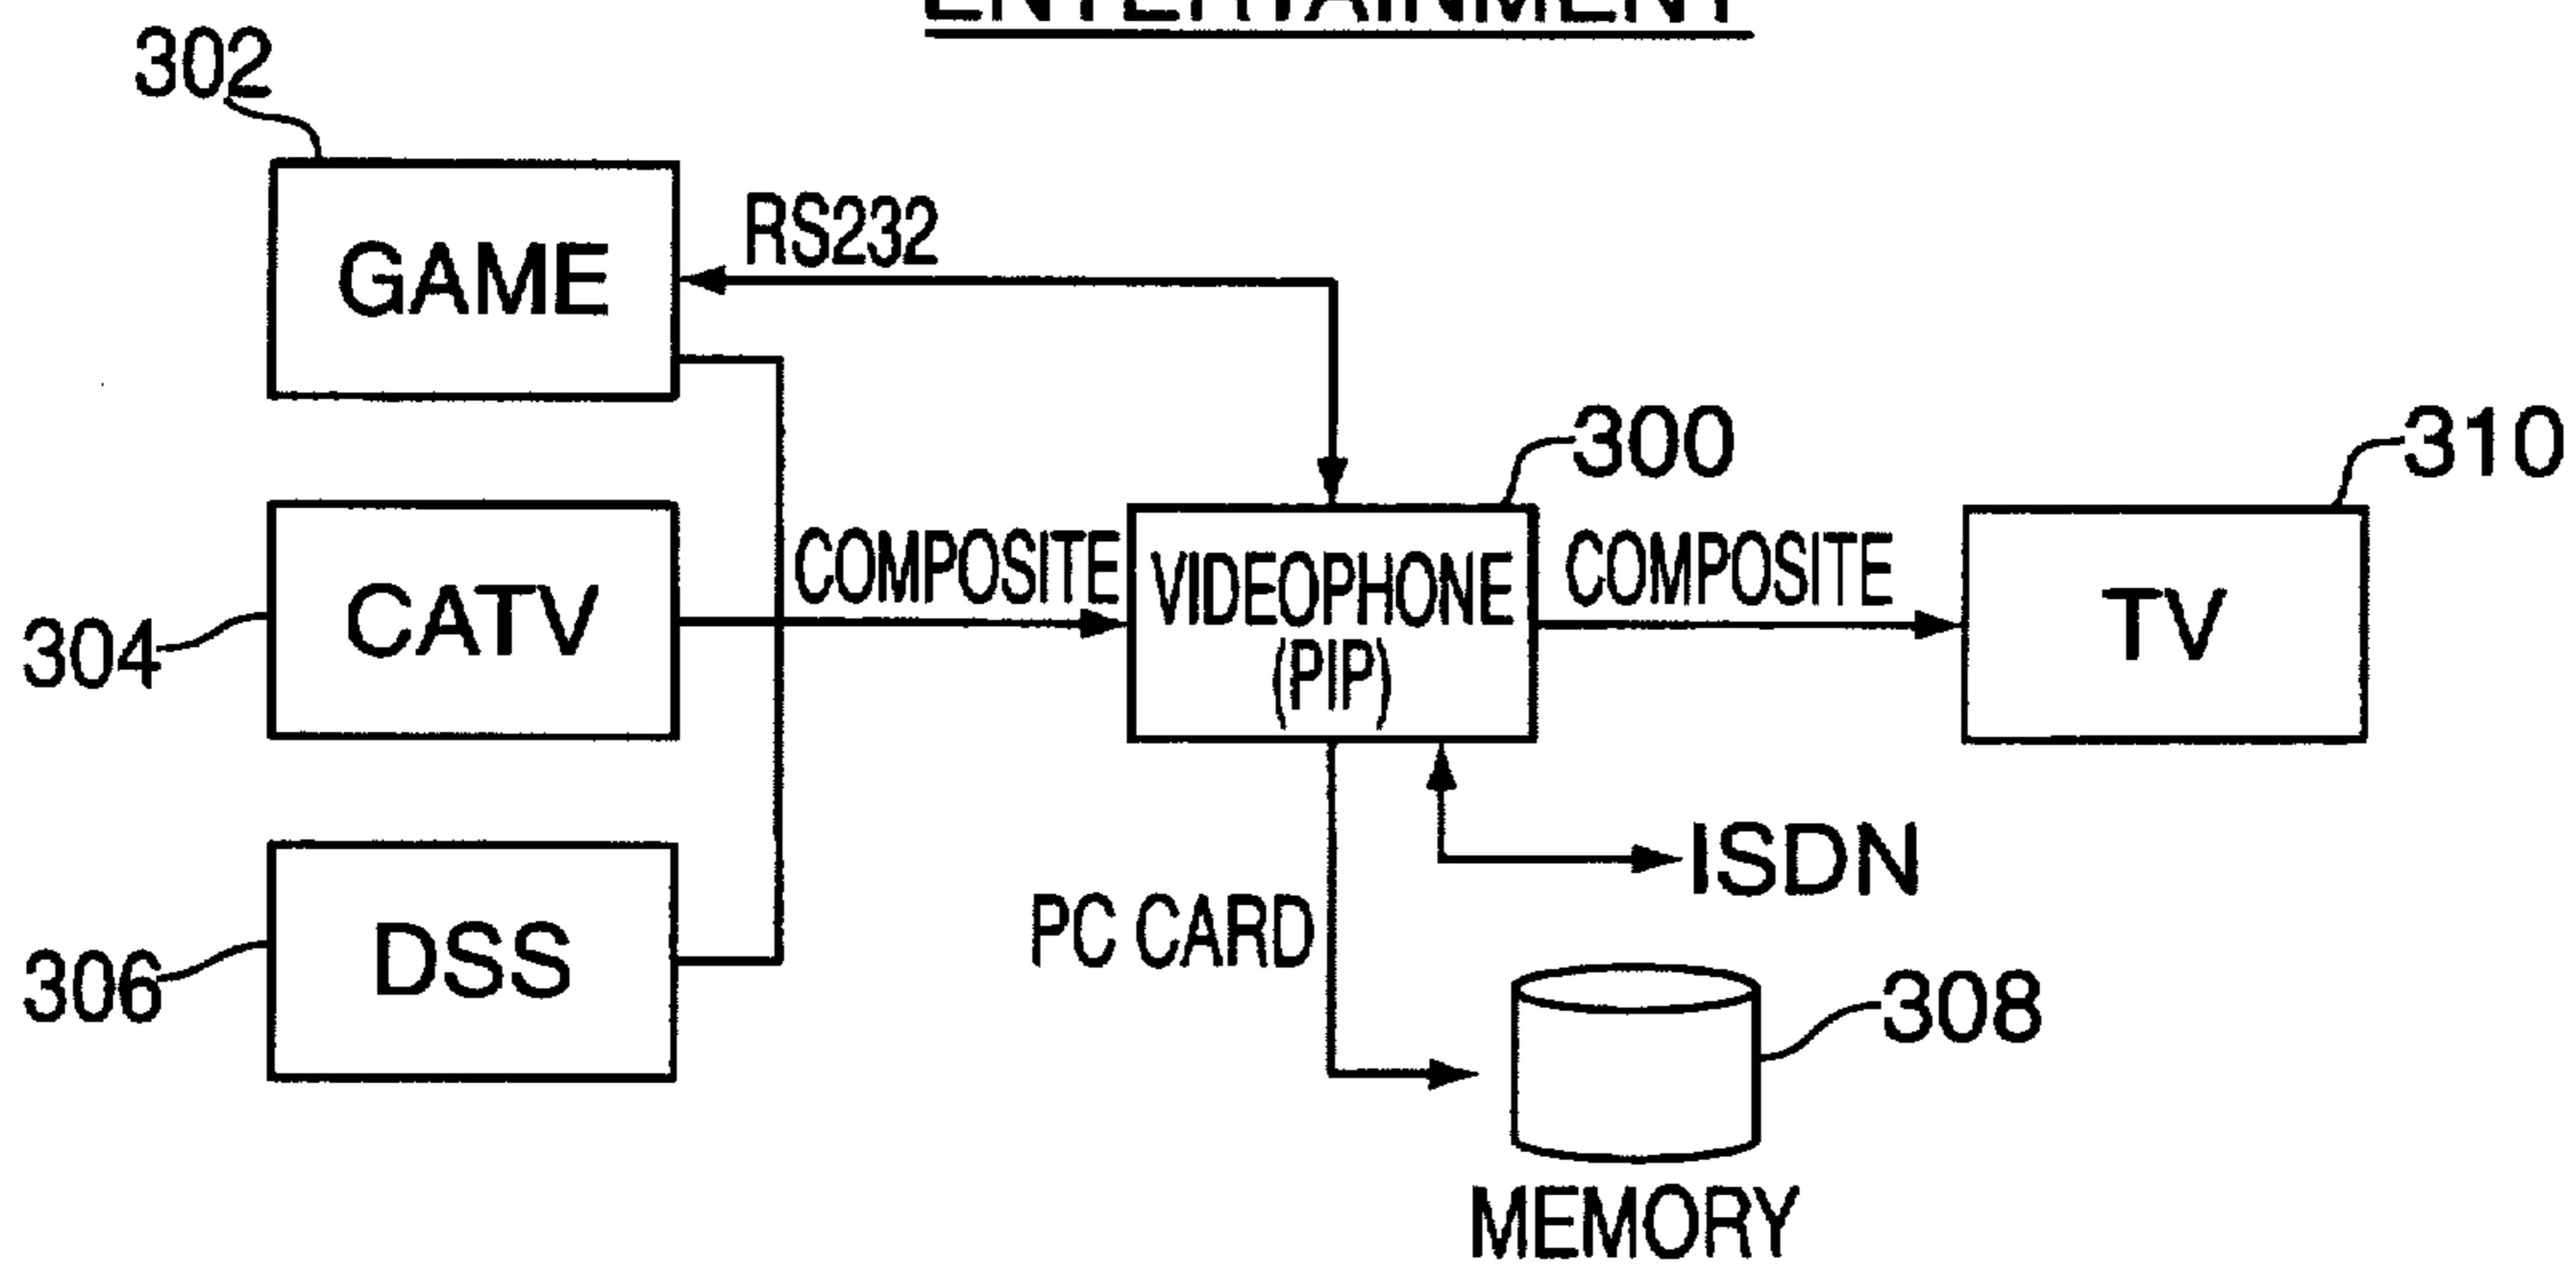 ENTERTAINMENT
302
GAME
RS232
300
310
CATV
COMPOSITE
VIDEOPHONE
(PIP)
COMPOSITE
TV
304
ISDN
PC CARD
DSS
306
308
MEMORY